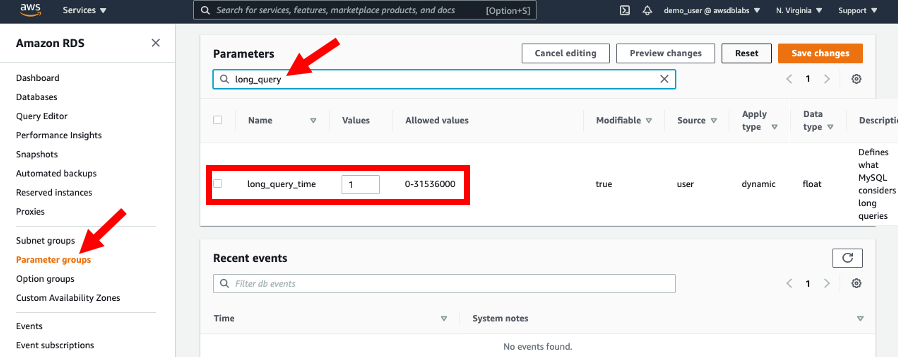 aws Services Search for services, features, marketplace products, and docs [Option+S] demo_user @ awsdblabs N. Virginia Support
Amazon RDS
Dashboard
Databases
Query Editor
Performance Insights
Snapshots
Automated backups
Reserved instances
Proxies
Subnet groups
Parameter groups
Option groups
Custom Availability Zones
Events
Event subscriptions
Parameters Cancel editing Preview changes Reset Save changes
long_query 1
Name Values Allowed values Modifiable Source Apply type Data type Descriptio
long_query_time 1 0-31536000 true user dynamic float
Defines
what
MySQL
considers
long
queries
Recent events
Filter db events 1
Time System notes
No events found.